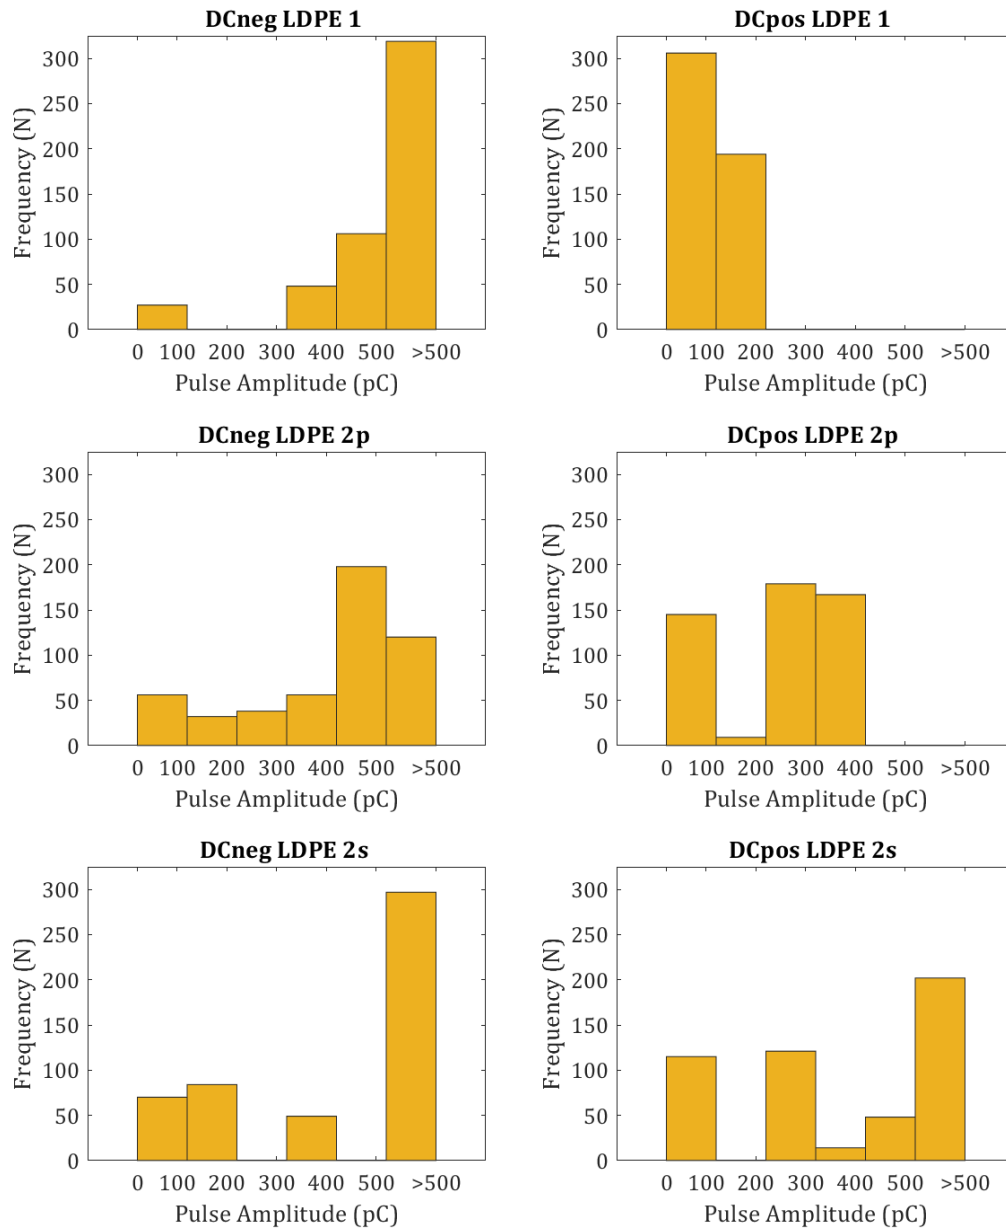 DCneg LDPE 1
300
250
200
150
100
50
0
Frequency (N)
0 100 200 300 400 500 >500
Pulse Amplitude (pC)
DCpos LDPE 1
300
250
200
150
100
50
0
Frequency (N)
0 100 200 300 400 500 >500
Pulse Amplitude (pC)
DCneg LDPE 2p
300
250
200
150
100
50
0
Frequency (N)
0 100 200 300 400 500 >500
Pulse Amplitude (pC)
DCpos LDPE 2p
300
250
200
150
100
50
0
Frequency (N)
0 100 200 300 400 500 >500
Pulse Amplitude (pC)
DCneg LDPE 2s
300
250
200
150
100
50
0
Frequency (N)
0 100 200 300 400 500 >500
Pulse Amplitude (pC)
DCpos LDPE 2s
300
250
200
150
100
50
0
Frequency (N)
0 100 200 300 400 500 >500
Pulse Amplitude (pC)